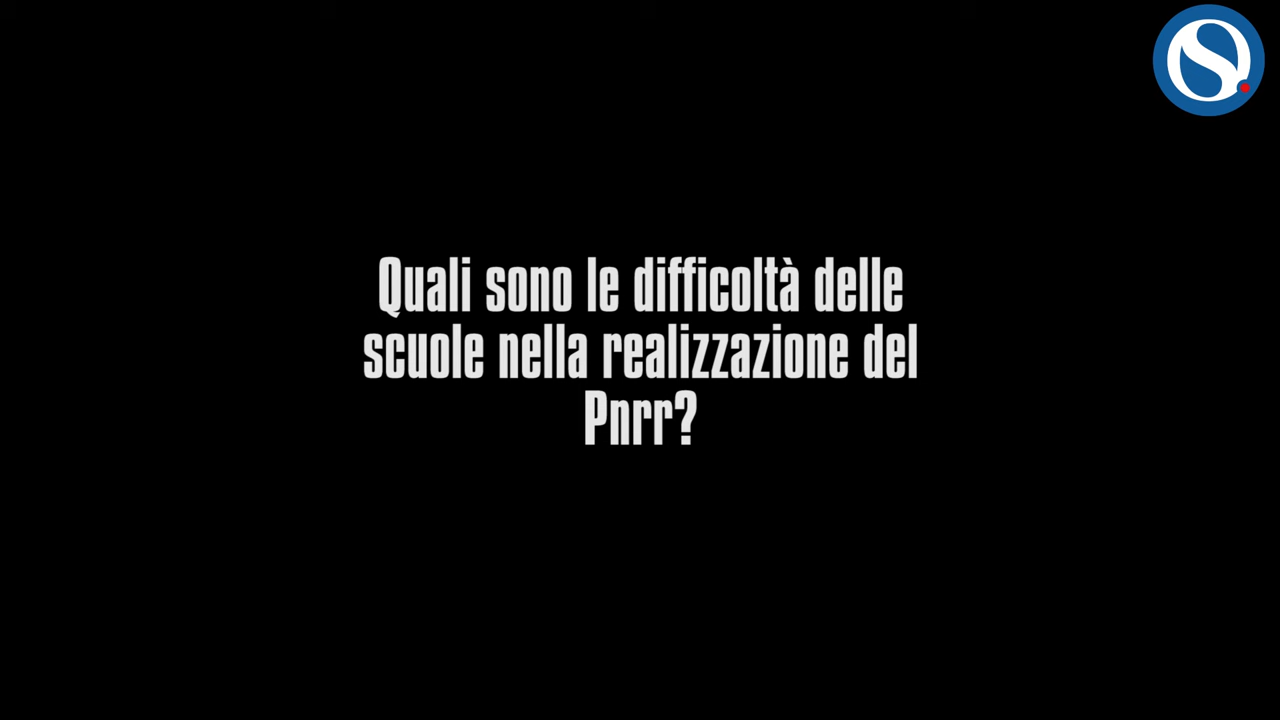 Quali sono le difficoltà delle
scuole nella realizzazione del
Pnrr?